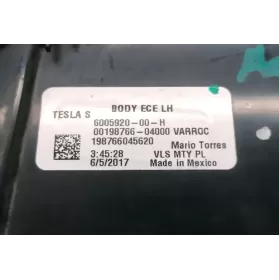 BODY ECE LH
TESLA S
6005920-00-H
00198766-04000 VARROC
198766045620
Mario Torres
3:45:28
VLS MTY PL
6/5/2017
Made in Mexico